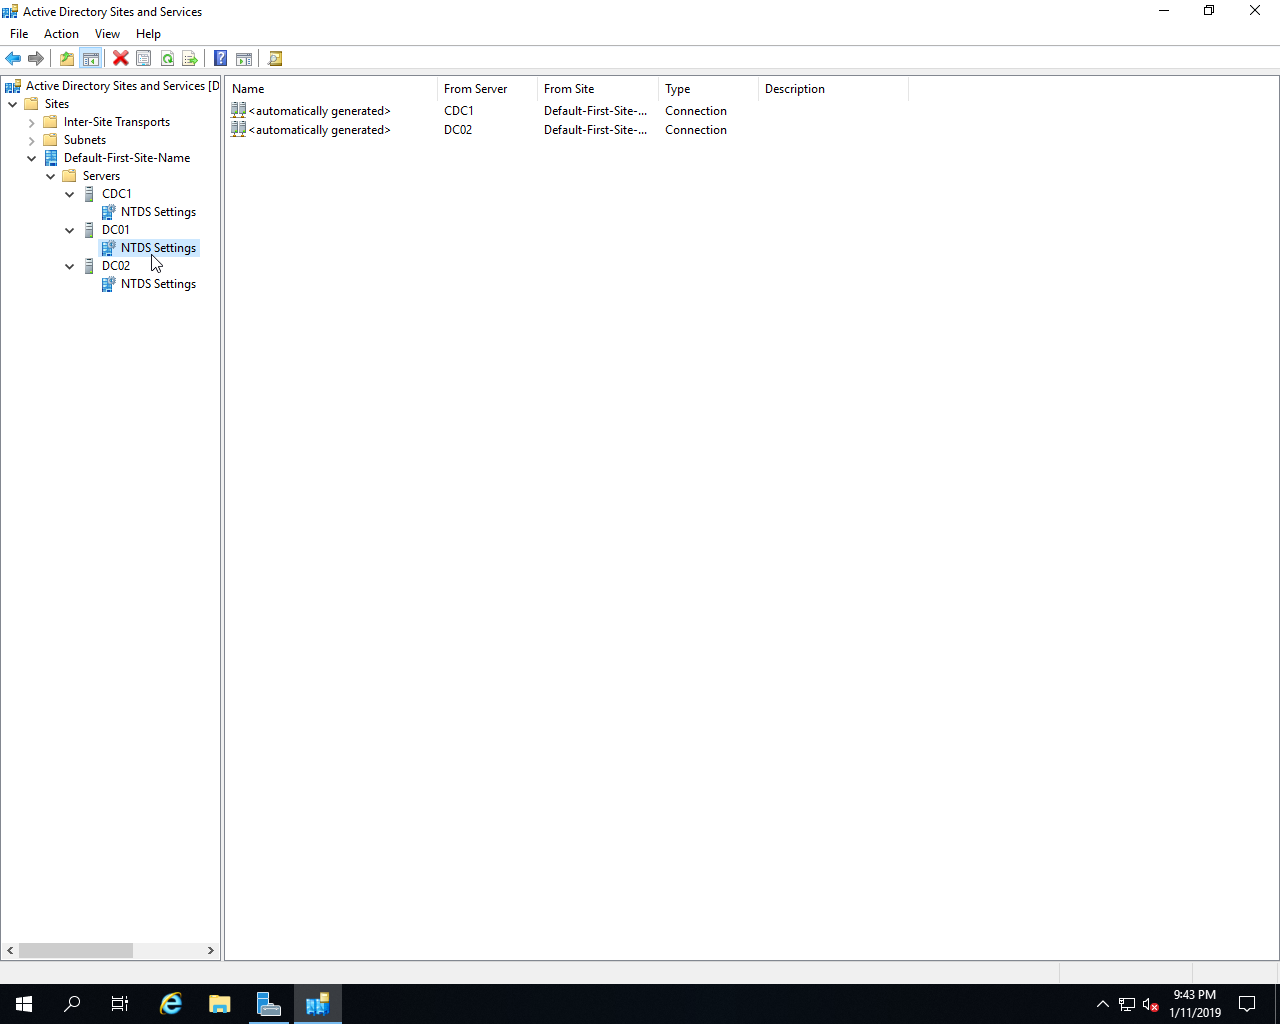 Active Directory Sites and Services
File Action View Help
Active Directory Sites and Services [D
Sites
Inter-Site Transports
Subnets
Default-First-Site-Name
Servers
CDC1
NTDS Settings
DC01
NTDS Settings
DC02
NTDS Settings
Name From Server From Site Type Description
<automatically generated> CDC1 Default-First-Site-... Connection
<automatically generated> DC02 Default-First-Site-... Connection
9:43 PM
1/11/2019